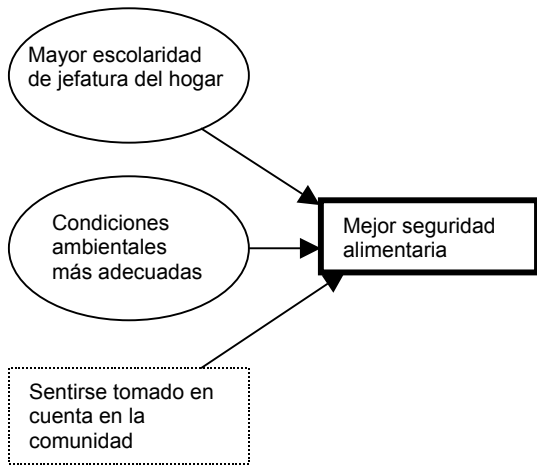 Mayor escolaridad
de jefatura del hogar
Condiciones
ambientales
más adecuadas
Mejor seguridad
alimentaria
Sentirse tomado en
cuenta en la
comunidad